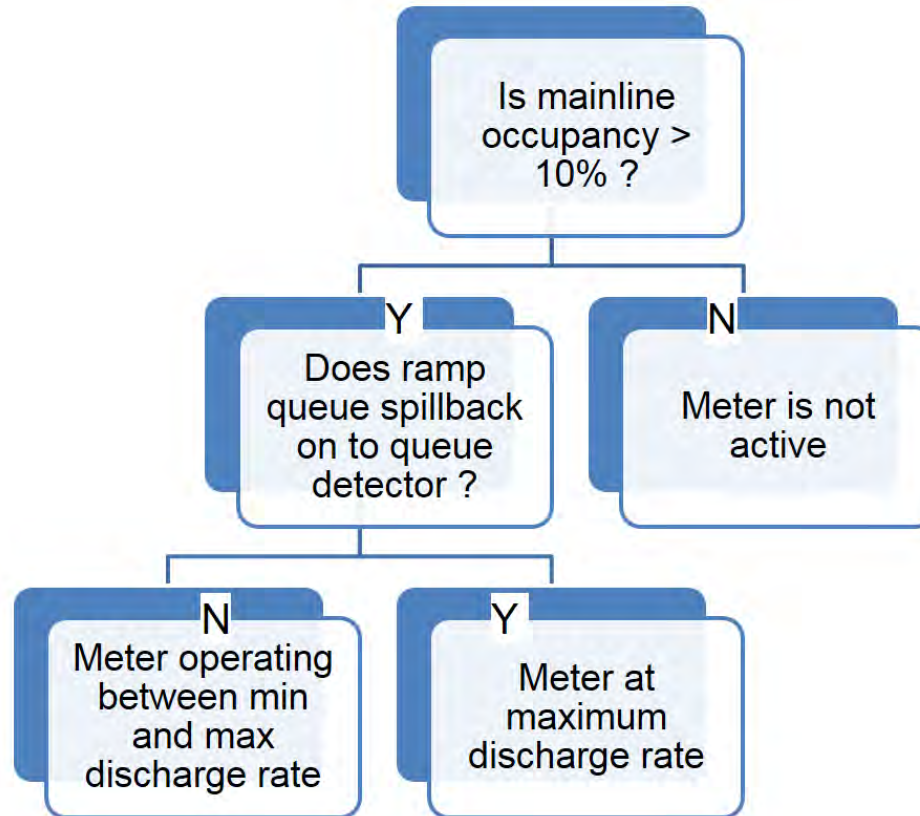 Is mainline
occupancy >
10% ?
Y
Does ramp
queue spillback
on to queue
detector ?
N
Meter is not
active
N
Meter operating
between min
and max
discharge rate
Y
Meter at
maximum
discharge rate